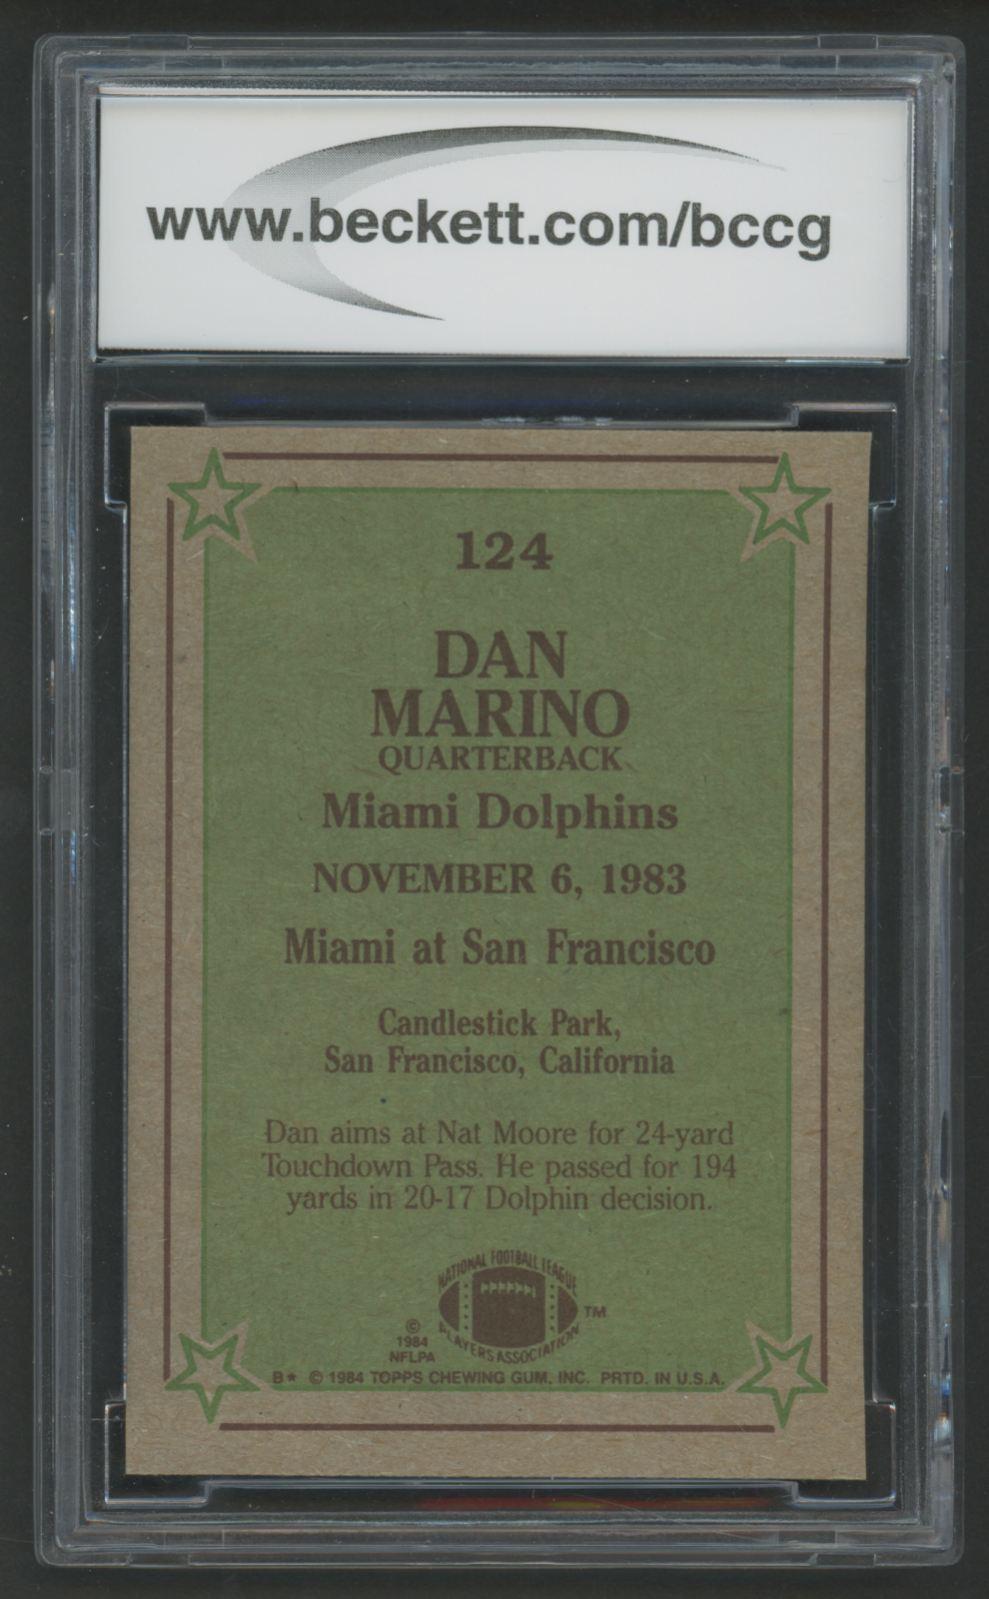 www.beckett.com/bccg
124
DAN
MARINO
QUARTERBACK
Miami Dolphins
NOVEMBER 6, 1983
Miami at San Francisco
Candlestick Park,
San Francisco, California
Dan aims at Nat Moore for 24-yard
Touchdown Pass. He passed for 194
yards in 20-17 Dolphin decision.
NATIONAL FOOTBALL LEAGUE
PLAYERS ASSOCIATION
TM
©
1984
NFLPA
B* © 1984 TOPPS CHEWING GUM, INC. PRTD. IN U.S.A.